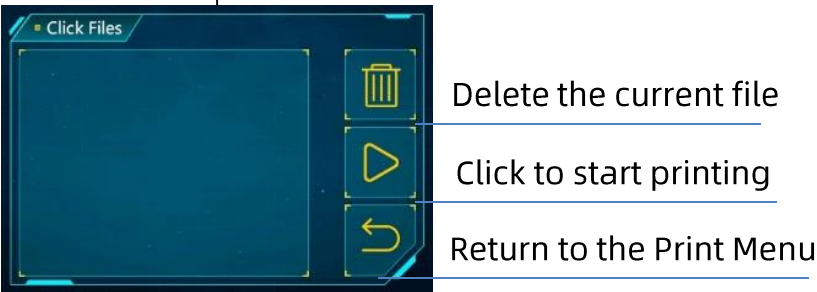 Click Files
Delete the current file
Click to start printing
Return to the Print Menu